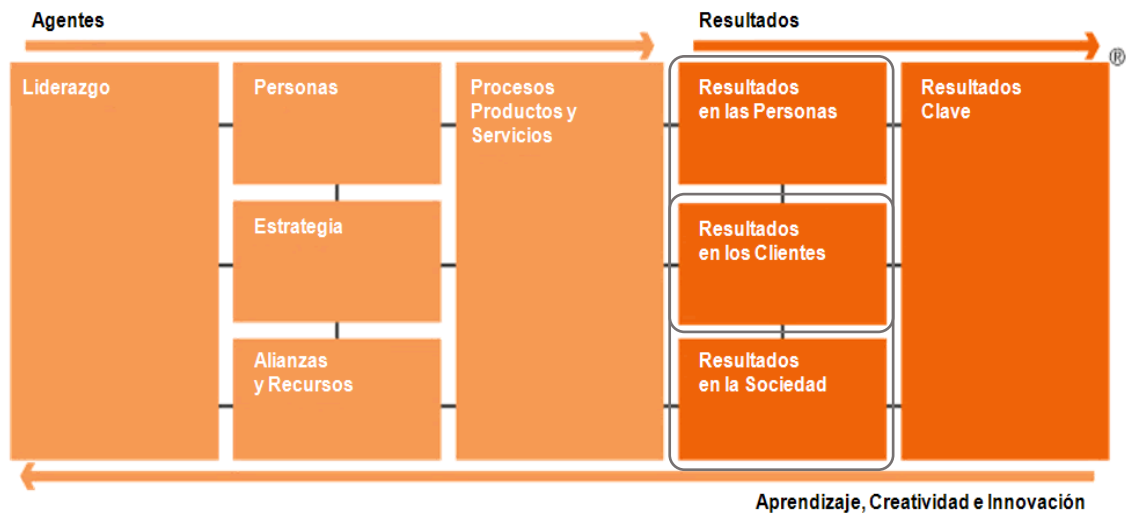 Agentes
Resultados
®
Liderazgo
Personas
Procesos
Productos y
Servicios
Resultados
en las Personas
Resultados
Clave
Estrategia
Resultados
en los Clientes
Alianzas
y Recursos
Resultados
en la Sociedad
Aprendizaje, Creatividad e Innovación